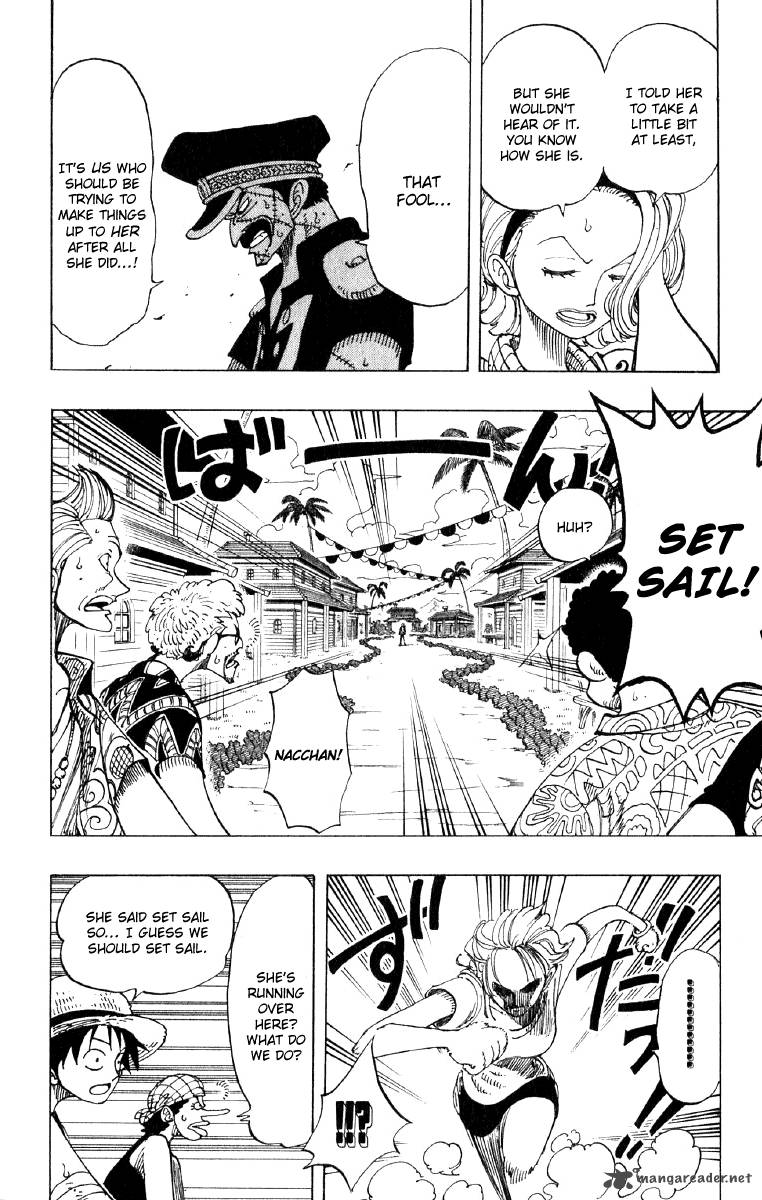 I TOLD HER
TO TAKE A
LITTLE BIT
AT LEAST,
BUT SHE
WOULDN'T
HEAR OF IT.
YOU KNOW
HOW SHE IS.
THAT
FOOL...
IT'S US WHO
SHOULD BE
TRYING TO
MAKE THINGS
UP TO HER
AFTER ALL
SHE DID...!
SET
SAIL!
HUH?
ばーーん!!
NACCHAN!
..........
ずだっ
!!!?
SHE'S
RUNNING
OVER
HERE?
WHAT DO
WE DO?
SHE SAID SET SAIL
SO... I GUESS WE
SHOULD SET SAIL.
mangareader.net